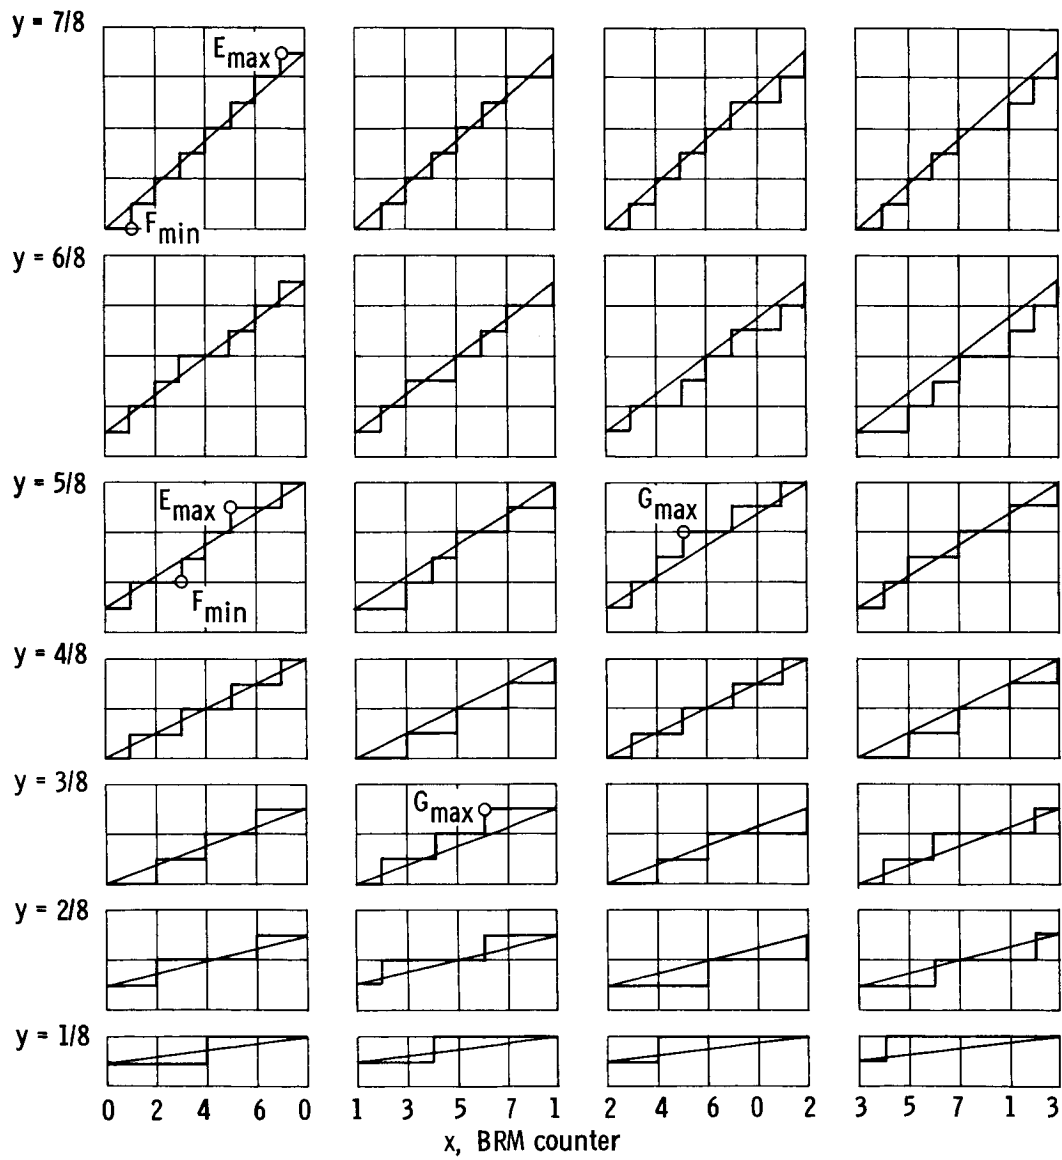 y = 7/8
E max
F min
y = 6/8
y = 5/8
E max
F min
G max
y = 4/8
y = 3/8
G max
y = 2/8
y = 1/8
0 2 4 6 0 1 3 5 7 1 2 4 6 0 2 3 5 7 1 3
x, BRM counter